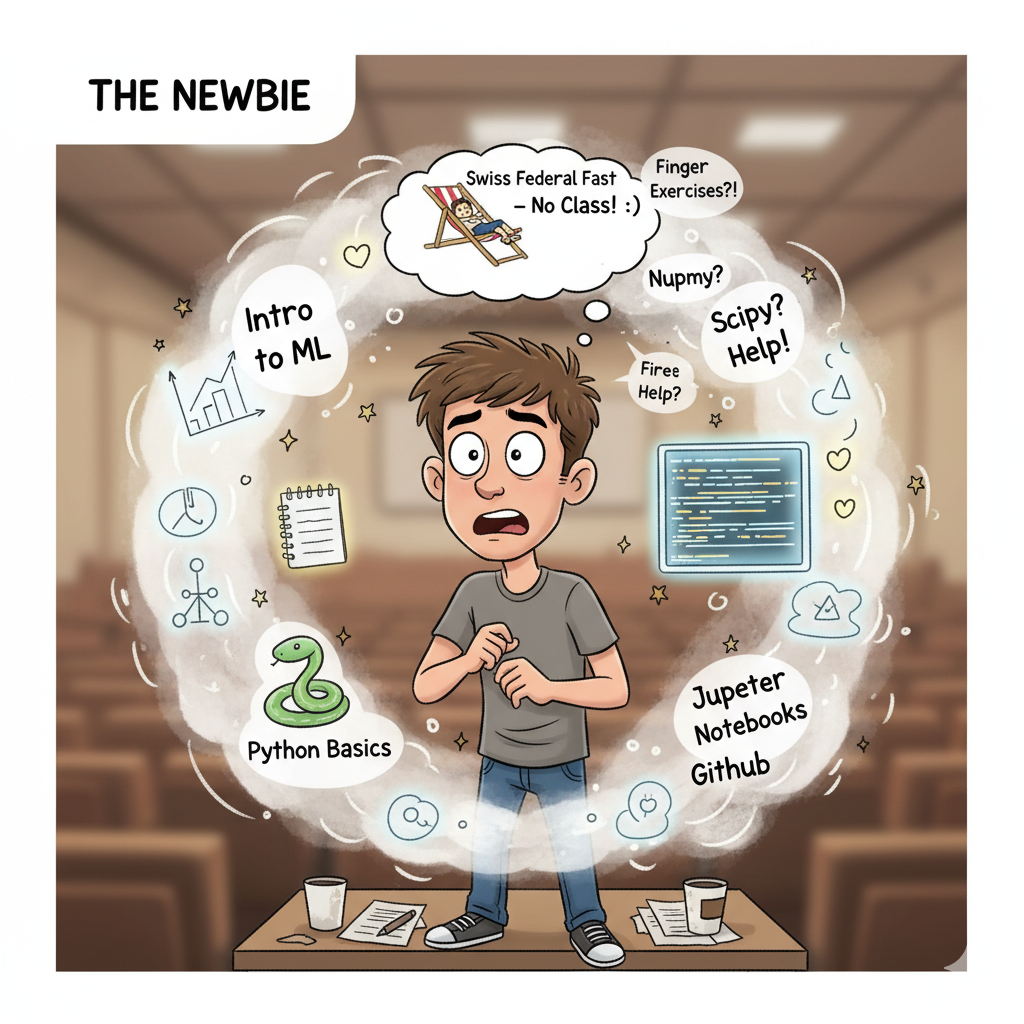 THE NEWBIE
Swiss Federal Fast
– No Class! :)
Finger
Exercises?!
Nupmy?
Scipy?
Help!
Intro
to ML
Firee
Help?
Python Basics
Jupeter
Notebooks
Github